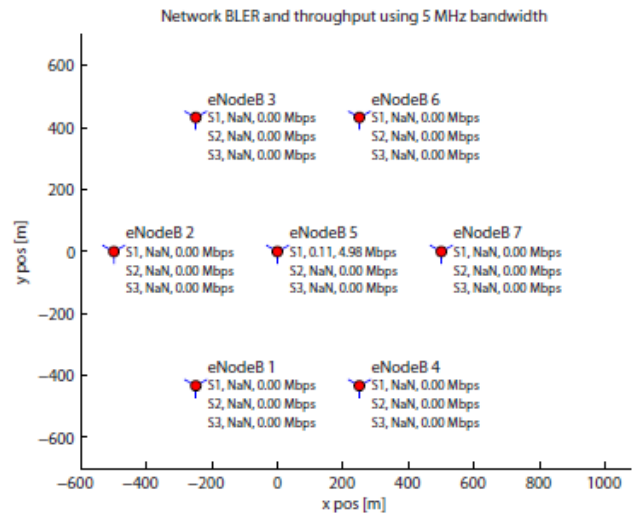 Network BLER and throughput using 5 MHz bandwidth
600
eNodeB 3
S1, NaN, 0.00 Mbps
S2, NaN, 0.00 Mbps
S3, NaN, 0.00 Mbps
eNodeB 6
S1, NaN, 0.00 Mbps
S2, NaN, 0.00 Mbps
S3, NaN, 0.00 Mbps
400
200
eNodeB 2
S1, NaN, 0.00 Mbps
S2, NaN, 0.00 Mbps
S3, NaN, 0.00 Mbps
eNodeB 5
S1, 0.11, 4.98 Mbps
S2, NaN, 0.00 Mbps
S3, NaN, 0.00 Mbps
eNodeB 7
S1, NaN, 0.00 Mbps
S2, NaN, 0.00 Mbps
S3, NaN, 0.00 Mbps
0
y pos [m]
−200
eNodeB 1
S1, NaN, 0.00 Mbps
S2, NaN, 0.00 Mbps
S3, NaN, 0.00 Mbps
eNodeB 4
S1, NaN, 0.00 Mbps
S2, NaN, 0.00 Mbps
S3, NaN, 0.00 Mbps
−400
−600
−600 −400 −200 0 200 400 600 800 1000
x pos [m]